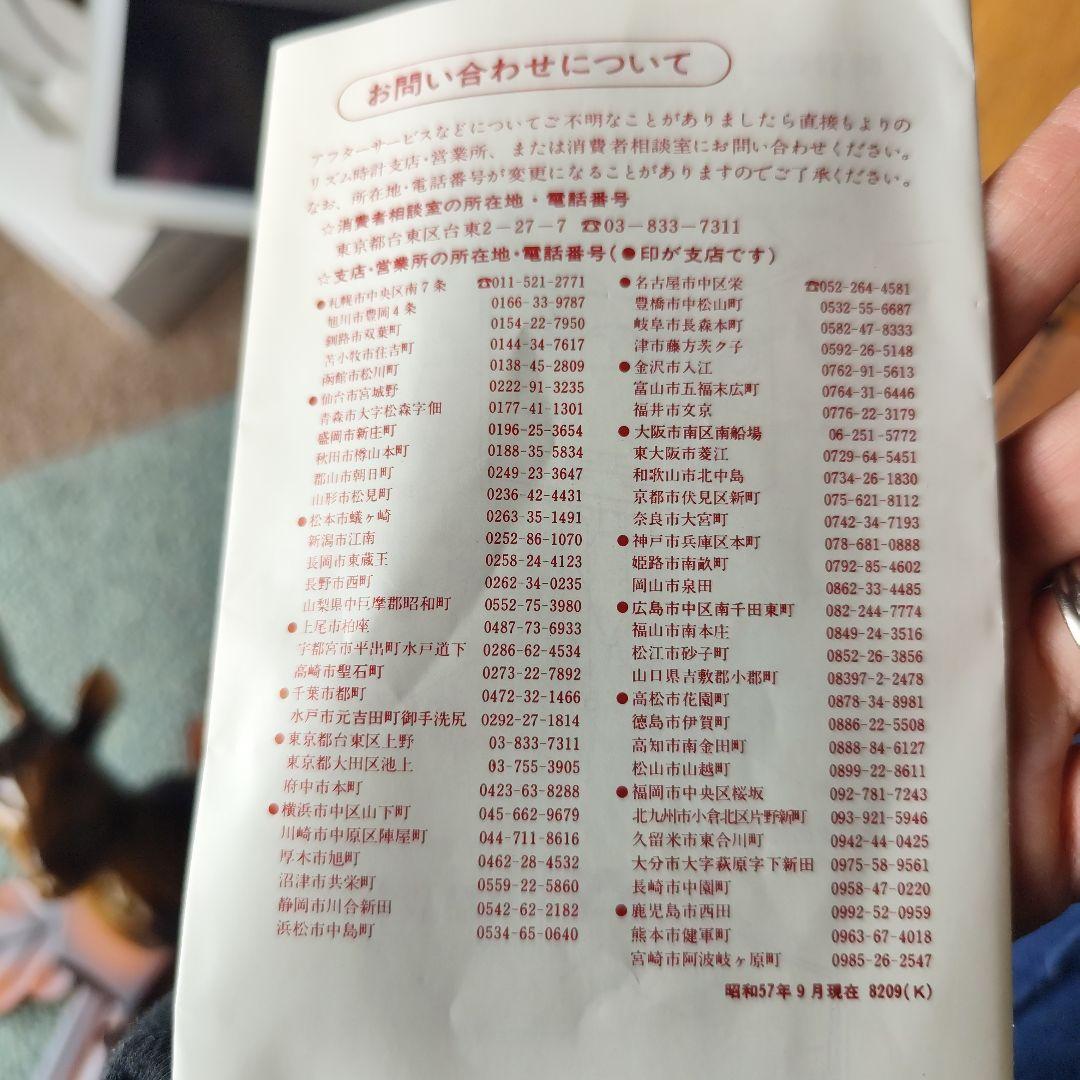 お問い合わせについて
アフターサービスなどについてご不明なことがありましたら直接もよりの
リズム時計支店・営業所、または消費者相談室にお問い合わせください。
なお、所在地・電話番号が変更になることがありますのでご了承ください。
☆消費者相談室の所在地・電話番号
東京都台東区台東2-27-7 ☎03-833-7311
☆支店・営業所の所在地・電話番号(●印が支店です)
●札幌市中央区南7条 ☎011-521-2771
旭川市豊岡4条 0166-33-9787
釧路市双葉町 0154-22-7950
苫小牧市住吉町 0144-34-7617
函館市松川町 0138-45-2809
●仙台市宮城野 0222-91-3235
青森市大字松森字佃 0177-41-1301
盛岡市新庄町 0196-25-3654
秋田市樽山本町 0188-35-5834
郡山市朝日町 0249-23-3647
山形市松見町 0236-42-4431
●松本市蟻ヶ崎 0263-35-1491
新潟市江南 0252-86-1070
長岡市東蔵王 0258-24-4123
長野市西町 0262-34-0235
山梨県中巨摩郡昭和町 0552-75-3980
●上尾市柏座 0487-73-6933
宇都宮市平出町水戸道下 0286-62-4534
高崎市聖石町 0273-22-7892
●千葉市都町 0472-32-1466
水戸市元吉田町御手洗尻 0292-27-1814
●東京都台東区上野 03-833-7311
東京都大田区池上 03-755-3905
府中市本町 0423-63-8288
●横浜市中区山下町 045-662-9679
川崎市中原区陣屋町 044-711-8616
厚木市旭町 0462-28-4532
沼津市共栄町 0559-22-5860
静岡市川合新田 0542-62-2182
浜松市中島町 0534-65-0640
●名古屋市中区栄 ☎052-264-4581
豊橋市中松山町 0532-55-6687
岐阜市長森本町 0582-47-8333
津市藤方茨ク子 0592-26-5148
●金沢市入江 0762-91-5613
富山市五福末広町 0764-31-6446
福井市文京 0776-22-3179
●大阪市南区南船場 06-251-5772
東大阪市菱江 0729-64-5451
和歌山市北中島 0734-26-1830
京都市伏見区新町 075-621-8112
奈良市大宮町 0742-34-7193
●神戸市兵庫区本町 078-681-0888
姫路市南畝町 0792-85-4602
岡山市泉田 0862-33-4485
●広島市中区南千田東町 082-244-7774
福山市南本庄 0849-24-3516
松江市砂子町 0852-26-3856
山口県吉敷郡小郡町 08397-2-2478
●高松市花園町 0878-34-8981
徳島市伊賀町 0886-22-5508
高知市南金田町 0888-84-6127
松山市山越町 0899-22-8611
●福岡市中央区桜坂 092-781-7243
北九州市小倉北区片野新町 093-921-5946
久留米市東合川町 0942-44-0425
大分市大字萩原字下新田 0975-58-9561
長崎市中園町 0958-47-0220
●鹿児島市西田 0992-52-0959
熊本市健軍町 0963-67-4018
宮崎市阿波岐ヶ原町 0985-26-2547
昭和57年9月現在 8209(K)